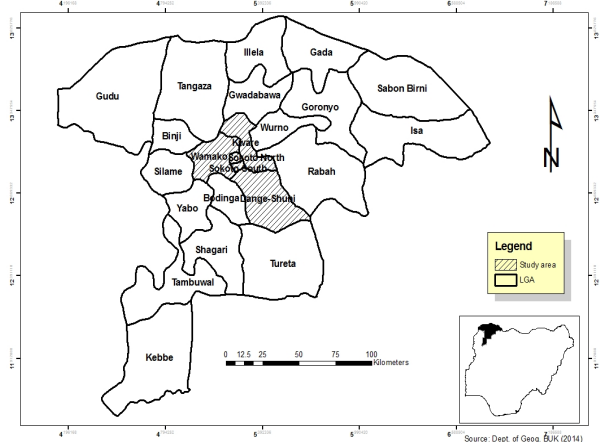 Illela
Gada
Gudu
Tangaza
Gwadabawa
Sabon Birni
Goronyo
Isa
Wurno
Binji
Kware
Wamako
Sokoto North
Sokoto South
Rabah
Silame
Bodinga
Dange-Shuni
Yabo
Shagari
Tureta
Tambuwal
Kebbe
N
Legend
Study area
LGA
0 12.5 25 50 75 100
Kilometers
Source: Dept. of Geog. BUK (2014)